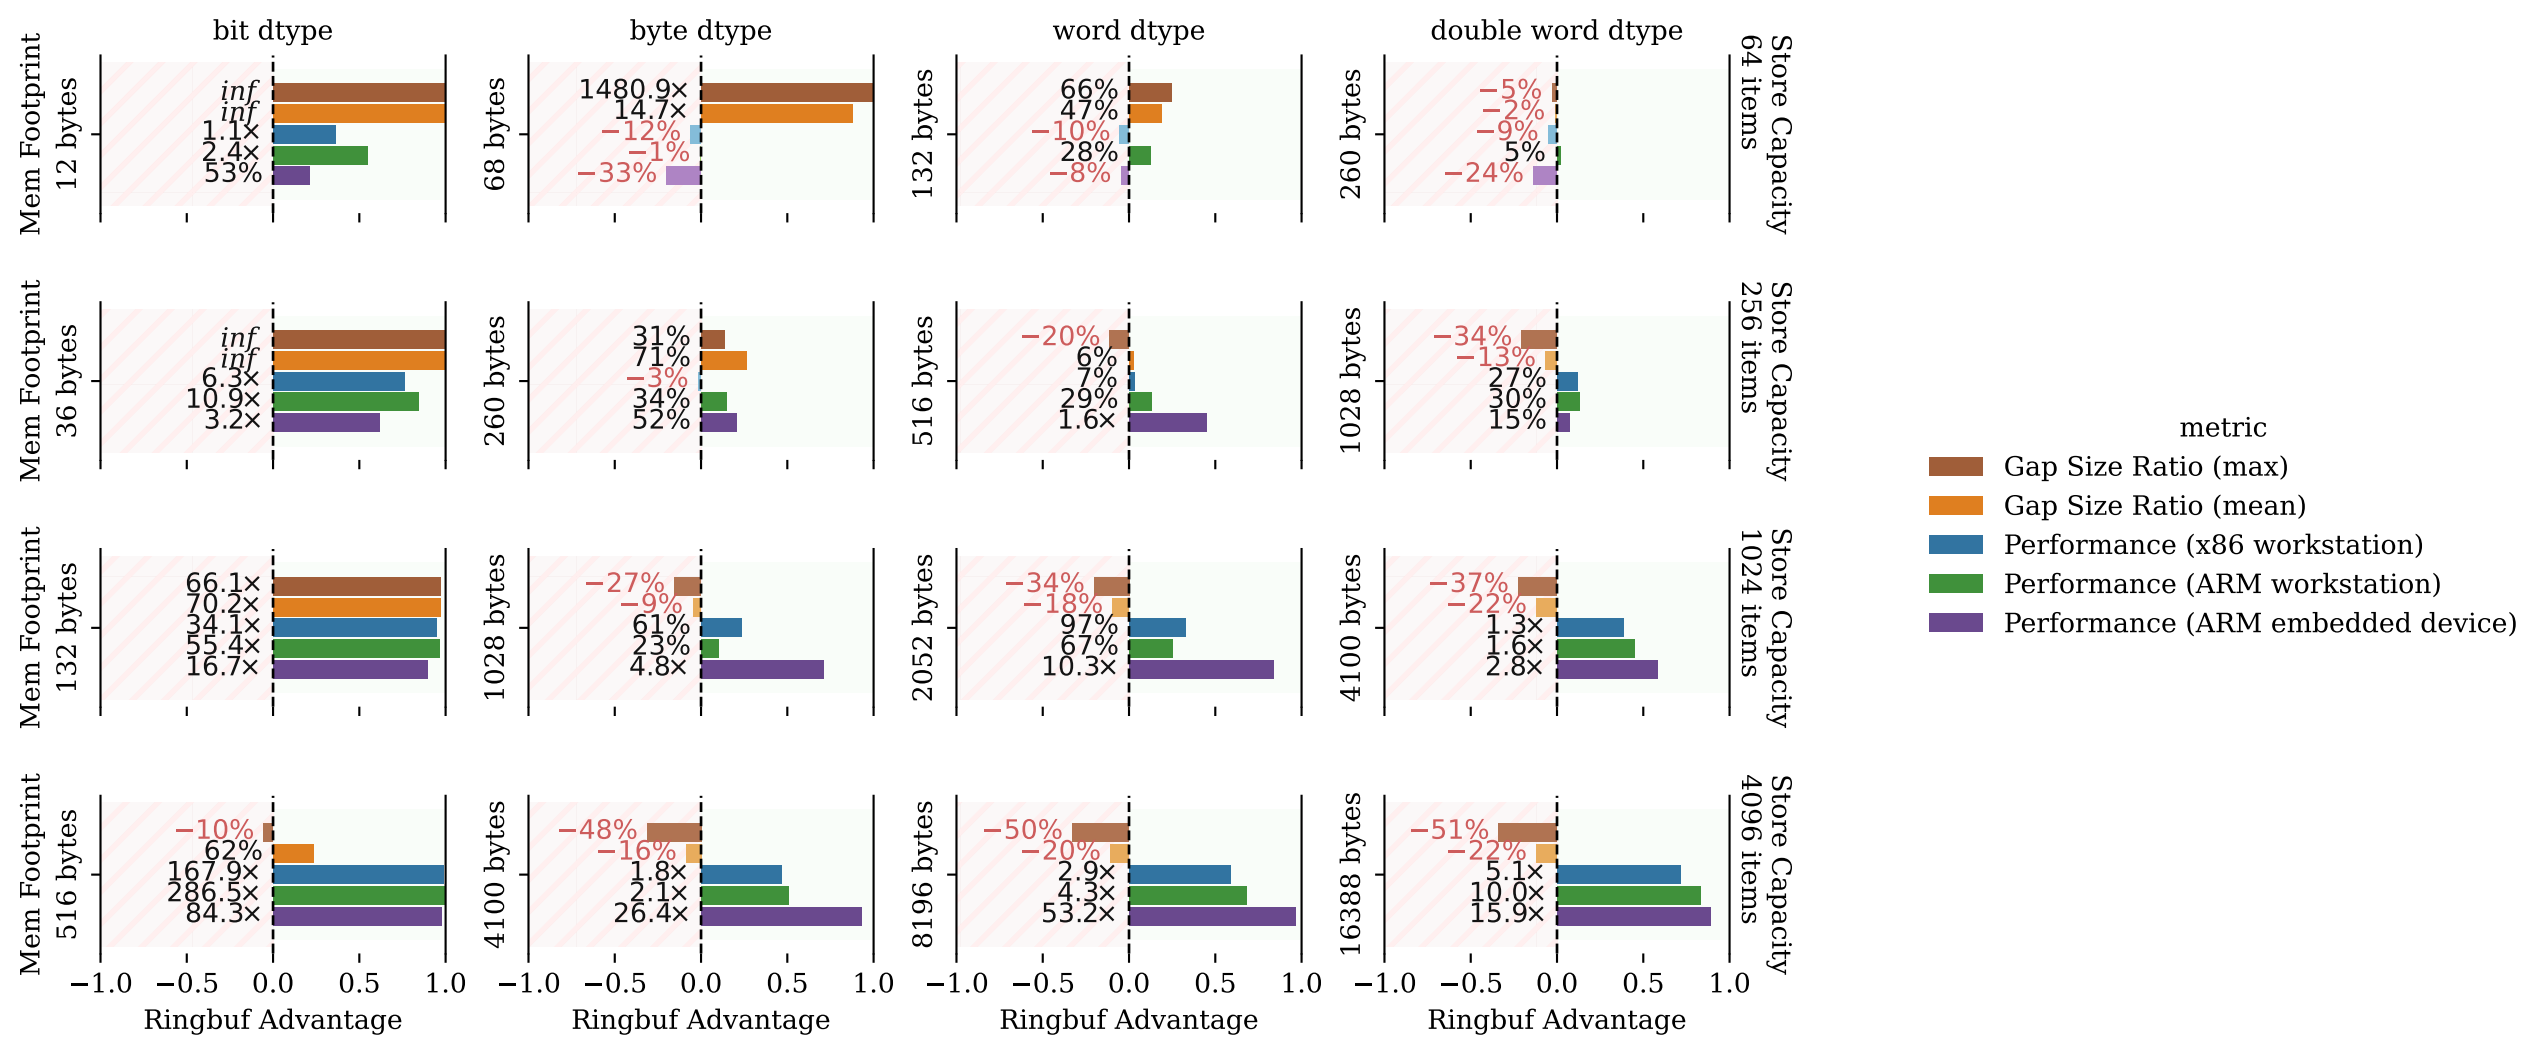 bit dtype
byte dtype
word dtype
double word dtype
Mem Footprint
12 bytes
inf
inf
1.1×
2.4×
53%
68 bytes
1480.9×
14.7×
−12%
−1%
−33%
132 bytes
66%
47%
−10%
28%
−8%
260 bytes
−5%
−2%
−9%
5%
−24%
Store Capacity
64 items
Mem Footprint
36 bytes
inf
inf
6.3×
10.9×
3.2×
260 bytes
31%
71%
−3%
34%
52%
516 bytes
−20%
6%
7%
29%
1.6×
1028 bytes
−34%
−13%
27%
30%
15%
Store Capacity
256 items
Mem Footprint
132 bytes
66.1×
70.2×
34.1×
55.4×
16.7×
1028 bytes
−27%
−9%
61%
23%
4.8×
2052 bytes
−34%
−18%
97%
67%
10.3×
4100 bytes
−37%
−22%
1.3×
1.6×
2.8×
Store Capacity
1024 items
Mem Footprint
516 bytes
−10%
62%
167.9×
286.5×
84.3×
4100 bytes
−48%
−16%
1.8×
2.1×
26.4×
8196 bytes
−50%
−20%
2.9×
4.3×
53.2×
16388 bytes
−51%
−22%
5.1×
10.0×
15.9×
Store Capacity
4096 items
−1.0 −0.5 0.0 0.5 1.0
−1.0 −0.5 0.0 0.5 1.0
−1.0 −0.5 0.0 0.5 1.0
−1.0 −0.5 0.0 0.5 1.0
Ringbuf Advantage
Ringbuf Advantage
Ringbuf Advantage
Ringbuf Advantage
metric
Gap Size Ratio (max)
Gap Size Ratio (mean)
Performance (x86 workstation)
Performance (ARM workstation)
Performance (ARM embedded device)